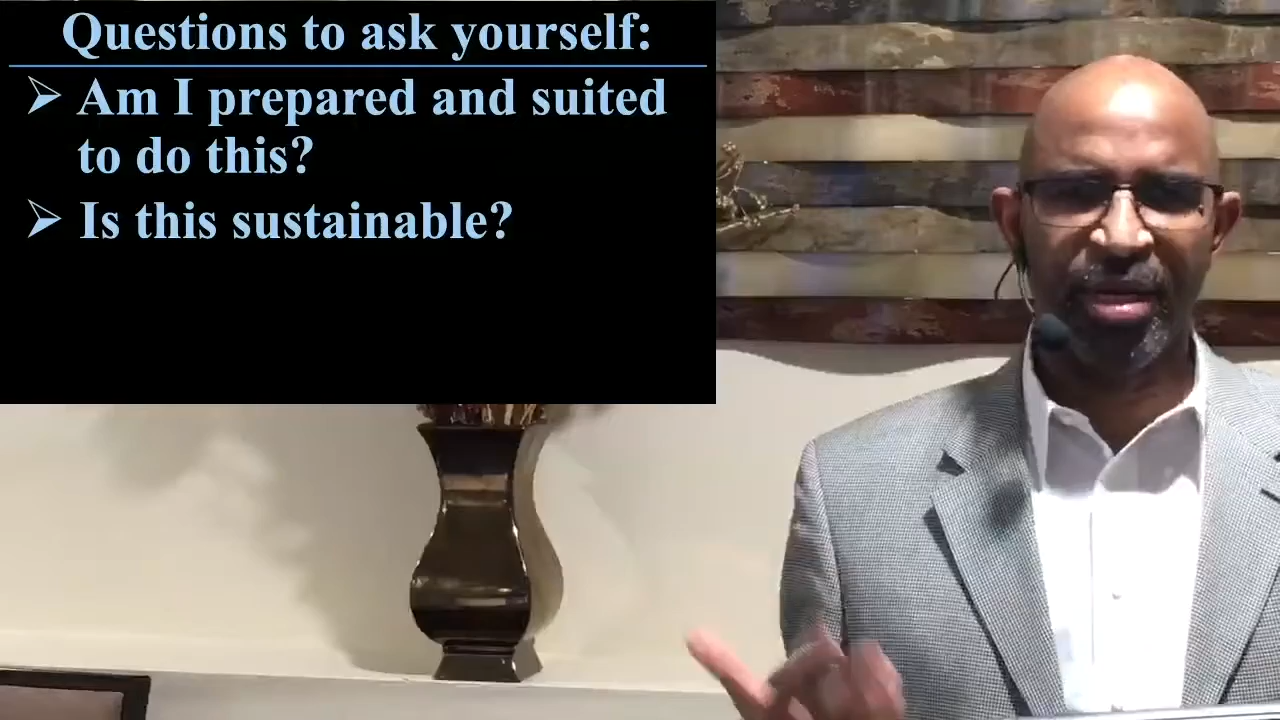 Questions to ask yourself:
➢ Am I prepared and suited
to do this?
➢ Is this sustainable?